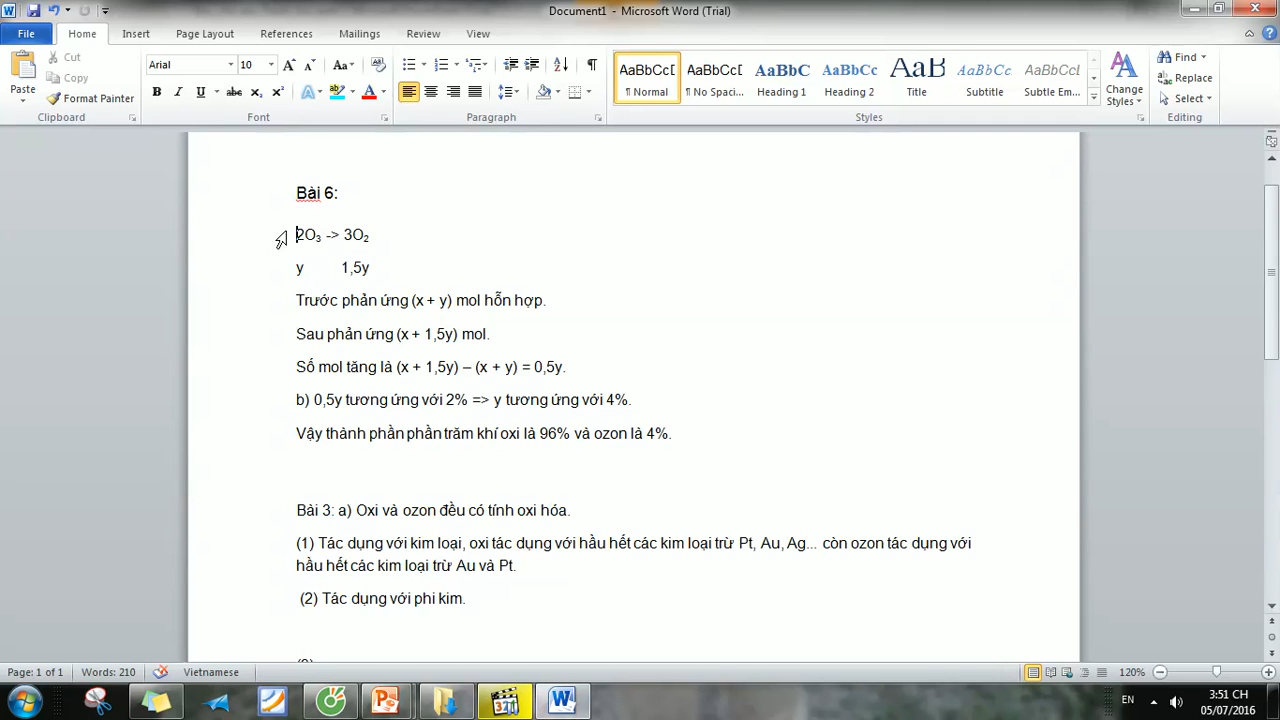 Document1 - Microsoft Word (Trial)
File Home Insert Page Layout References Mailings Review View
Paste
Cut
Copy
Format Painter
Clipboard
Arial 10
Font
Paragraph
AaBbCcD AaBbCcD AaBbC AaBbCc AaB AaBbCcD AaBbCcD
¶ Normal ¶ No Spaci... Heading 1 Heading 2 Title Subtitle Subtle Em...
Styles
Change Styles
Find
Replace
Select
Editing
Bài 6:
2O₃ -> 3O₂
y 1,5y
Trước phản ứng (x + y) mol hỗn hợp.
Sau phản ứng (x + 1,5y) mol.
Số mol tăng là (x + 1,5y) – (x + y) = 0,5y.
b) 0,5y tương ứng với 2% => y tương ứng với 4%.
Vậy thành phần phần trăm khí oxi là 96% và ozon là 4%.
Bài 3: a) Oxi và ozon đều có tính oxi hóa.
(1) Tác dụng với kim loại, oxi tác dụng với hầu hết các kim loại trừ Pt, Au, Ag... còn ozon tác dụng với
hầu hết các kim loại trừ Au và Pt.
(2) Tác dụng với phi kim.
Page: 1 of 1 Words: 210 Vietnamese 120%
EN 3:51 CH
05/07/2016